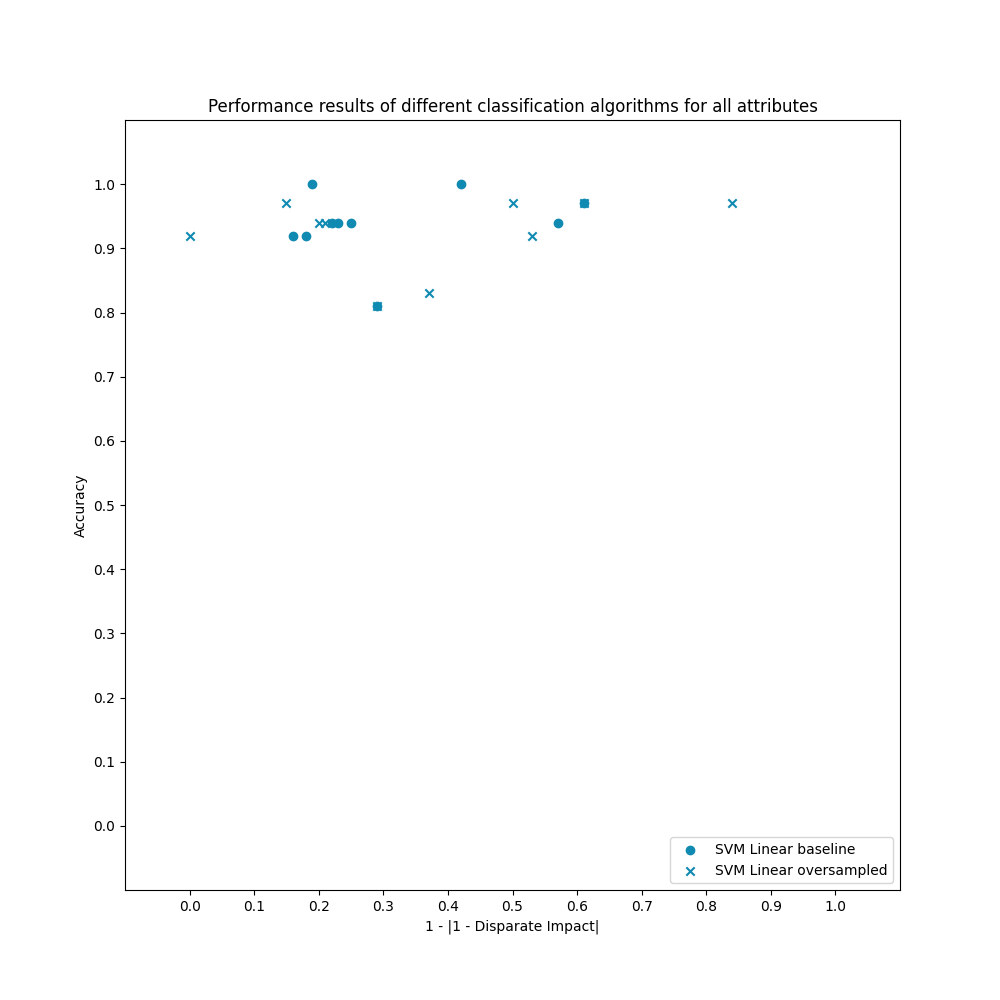 Performance results of different classification algorithms for all attributes
1.0
0.9
0.8
0.7
0.6
0.5
0.4
0.3
0.2
0.1
0.0
Accuracy
SVM Linear baseline
SVM Linear oversampled
0.0 0.1 0.2 0.3 0.4 0.5 0.6 0.7 0.8 0.9 1.0
1 - |1 - Disparate Impact|